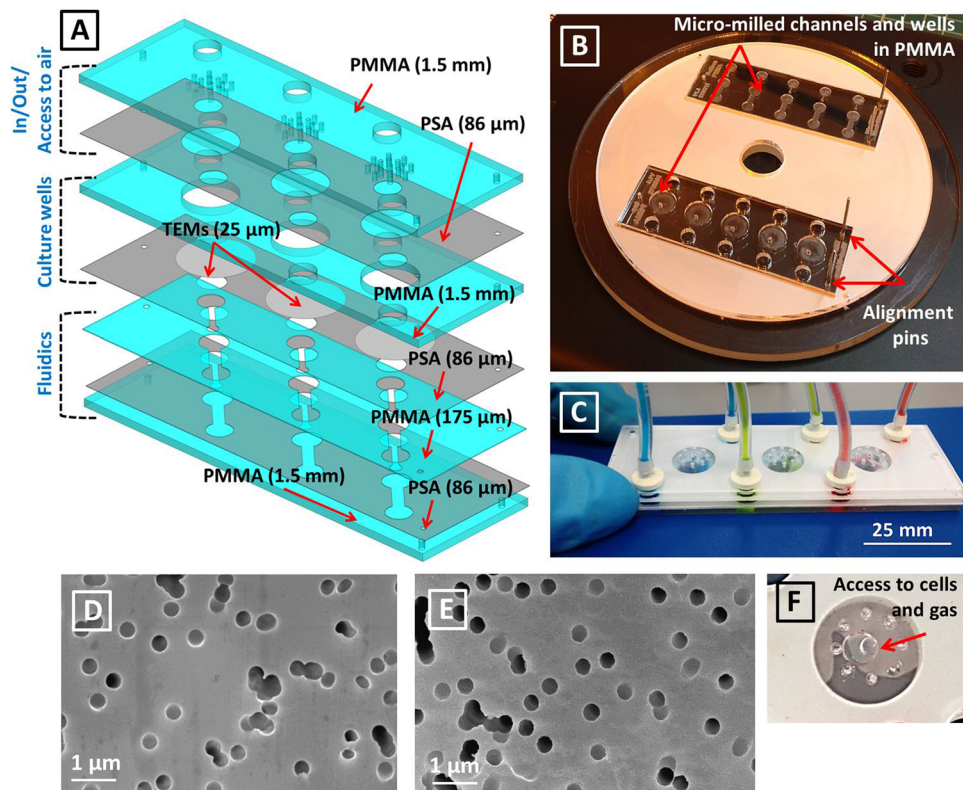 A
In/Out/
Access to air
Culture wells
Fluidics
PMMA (1.5 mm)
PSA (86 µm)
TEMs (25 µm)
PMMA (1.5 mm)
PSA (86 µm)
PMMA (175 µm)
PMMA (1.5 mm)
PSA (86 µm)
B
Micro-milled channels and wells
in PMMA
Alignment
pins
C
25 mm
D
1 µm
E
1 µm
F
Access to cells
and gas